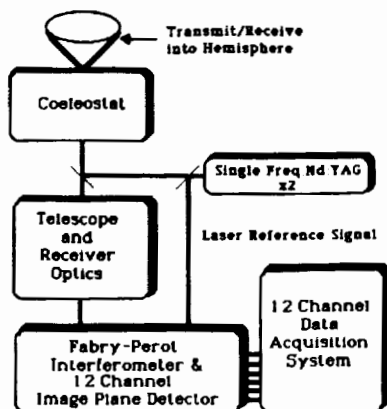 Transmit/Receive
into Hemisphere
Coeleostat
Single Freq Nd YAG
x2
Telescope
and
Receiver
Optics
Laser Reference Signal
Fabry-Perot
Interferometer &
12 Channel
Image Plane Detector
12 Channel
Data
Acquisition
System